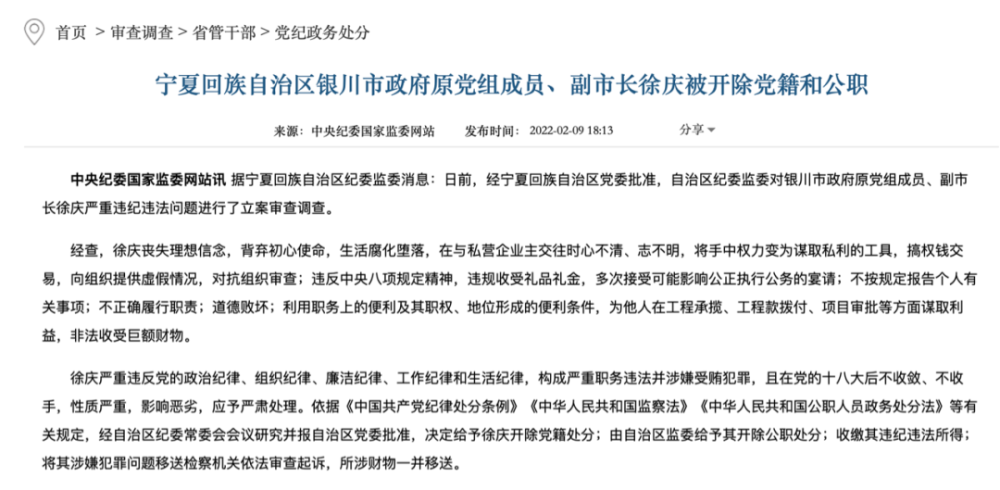 首页 > 审查调查 > 省管干部 > 党纪政务处分
宁夏回族自治区银川市政府原党组成员、副市长徐庆被开除党籍和公职
来源：中央纪委国家监委网站 发布时间：2022-02-09 18:13 分享
中央纪委国家监委网站讯 据宁夏回族自治区纪委监委消息：日前，经宁夏回族自治区党委批准，自治区纪委监委对银川市政府原党组成员、副市
长徐庆严重违纪违法问题进行了立案审查调查。
经查，徐庆丧失理想信念，背弃初心使命，生活腐化堕落，在与私营企业主交往时心不清、志不明，将手中权力变为谋取私利的工具，搞权钱交
易，向组织提供虚假情况，对抗组织审查；违反中央八项规定精神，违规收受礼品礼金，多次接受可能影响公正执行公务的宴请；不按规定报告个人有
关事项；不正确履行职责；道德败坏；利用职务上的便利及其职权、地位形成的便利条件，为他人在工程承揽、工程款拨付、项目审批等方面谋取利
益，非法收受巨额财物。
徐庆严重违反党的政治纪律、组织纪律、廉洁纪律、工作纪律和生活纪律，构成严重职务违法并涉嫌受贿犯罪，且在党的十八大后不收敛、不收
手，性质严重，影响恶劣，应予严肃处理。依据《中国共产党纪律处分条例》《中华人民共和国监察法》《中华人民共和国公职人员政务处分法》等有
关规定，经自治区纪委常委会会议研究并报自治区党委批准，决定给予徐庆开除党籍处分；由自治区监委给予其开除公职处分；收缴其违纪违法所得；
将其涉嫌犯罪问题移送检察机关依法审查起诉，所涉财物一并移送。